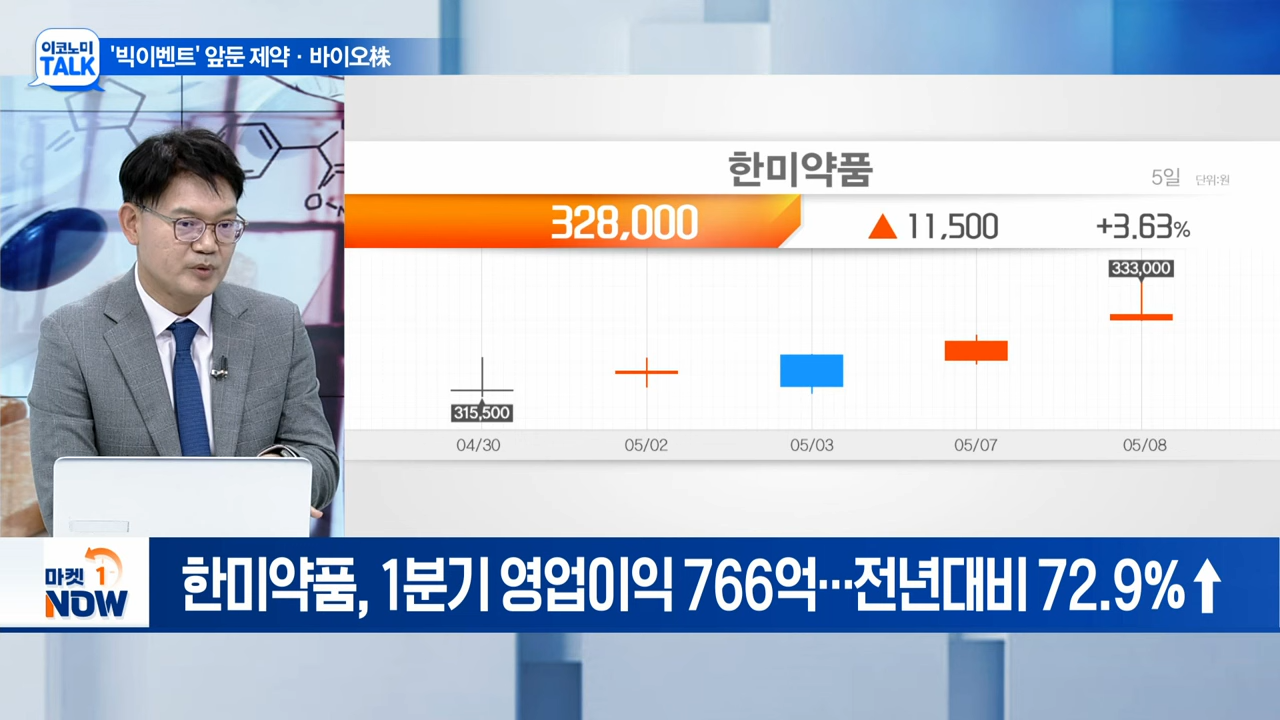 이코노미
TALK
'빅이벤트' 앞둔 제약·바이오株
한미약품
5일 단위:원
328,000 ▲ 11,500 +3.63%
333,000
315,500
04/30 05/02 05/03 05/07 05/08
O N
마켓 1
NOW
한미약품, 1분기 영업이익 766억…전년대비 72.9%↑